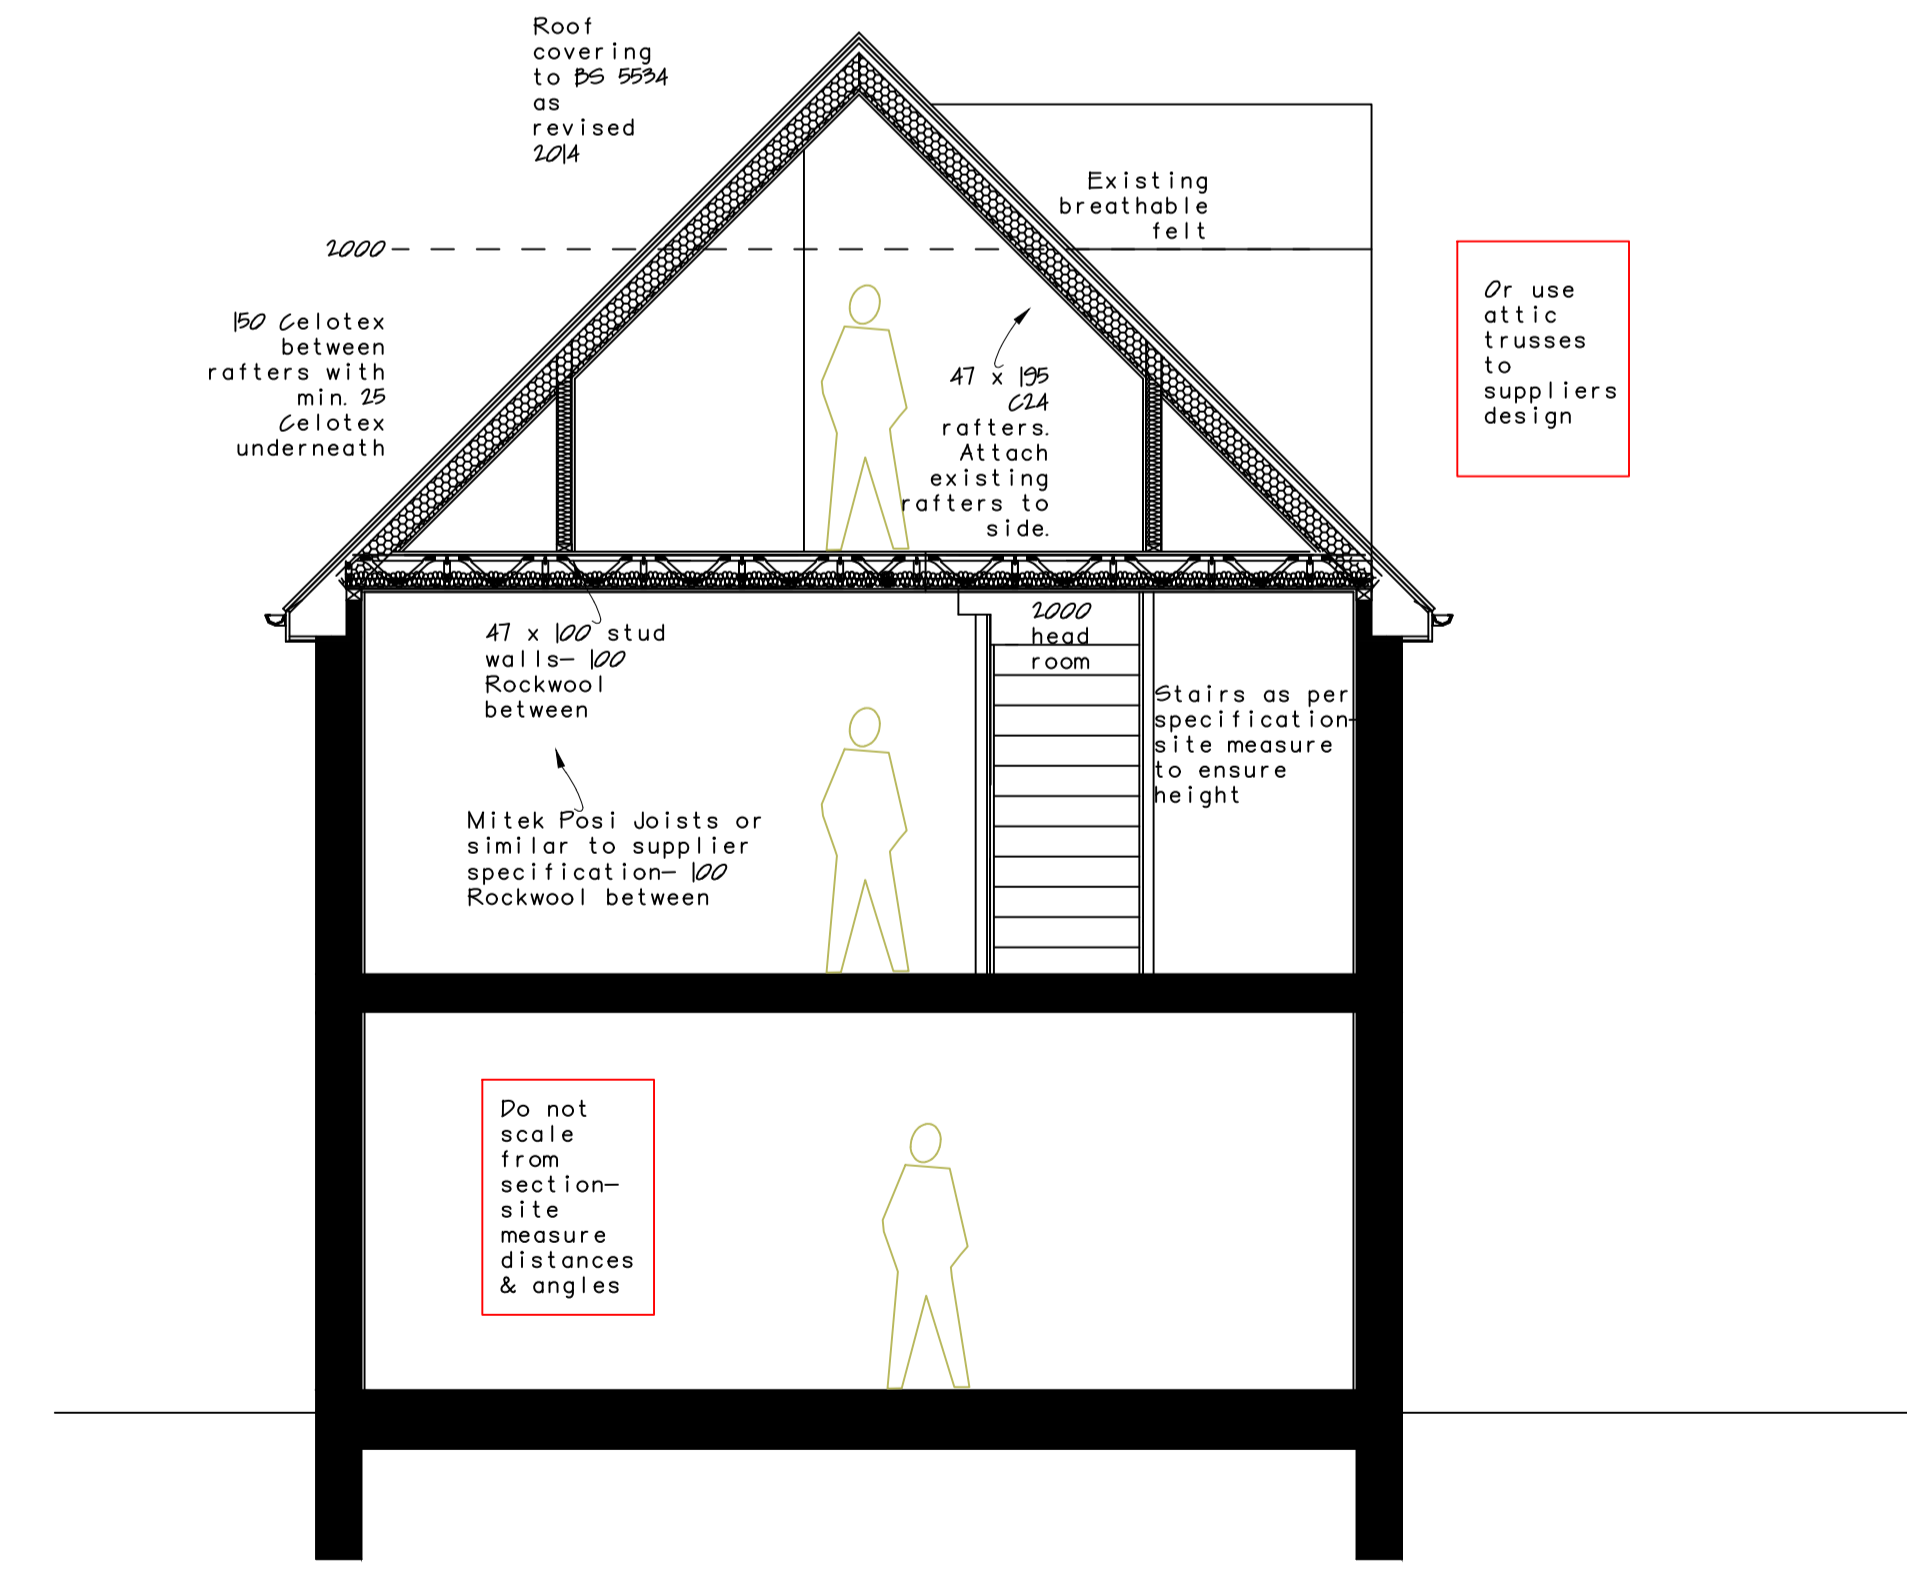 Roof
covering
to BS 5534
as
revised
2014
Existing
breathable
felt
2000
Or use
attic
trusses
to
suppliers
design
150 Celotex
between
rafters with
min. 25
Celotex
underneath
47 x 195
C24
rafters.
Attach
existing
rafters to
side.
2000
head
room
47 x 100 stud
walls– 100
Rockwool
between
Stairs as per
specification–
site measure
to ensure
height
Mitek Posi Joists or
similar to supplier
specification– 100
Rockwool between
Do not
scale
from
section–
site
measure
distances
& angles